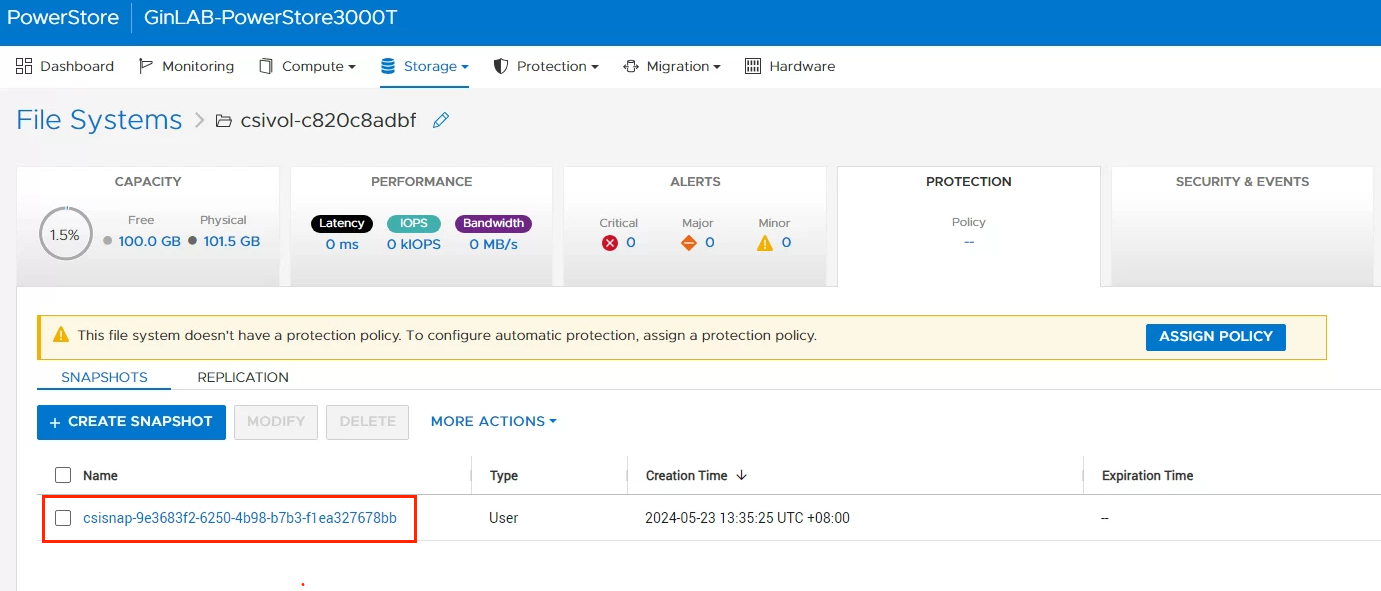 PowerStore GinLAB-PowerStore3000T
Dashboard Monitoring Compute Storage Protection Migration Hardware
File Systems > csivol-c820c8adbf
CAPACITY PERFORMANCE ALERTS PROTECTION SECURITY & EVENTS
1.5% Free Physical Latency IOPS Bandwidth Critical Major Minor Policy
100.0 GB 101.5 GB 0 ms 0 kIOPS 0 MB/s 0 0 0 --
This file system doesn't have a protection policy. To configure automatic protection, assign a protection policy. ASSIGN POLICY
SNAPSHOTS REPLICATION
+ CREATE SNAPSHOT MODIFY DELETE MORE ACTIONS
Name Type Creation Time ↓ Expiration Time
csisnap-9e3683f2-6250-4b98-b7b3-f1ea327678bb User 2024-05-23 13:35:25 UTC +08:00 --